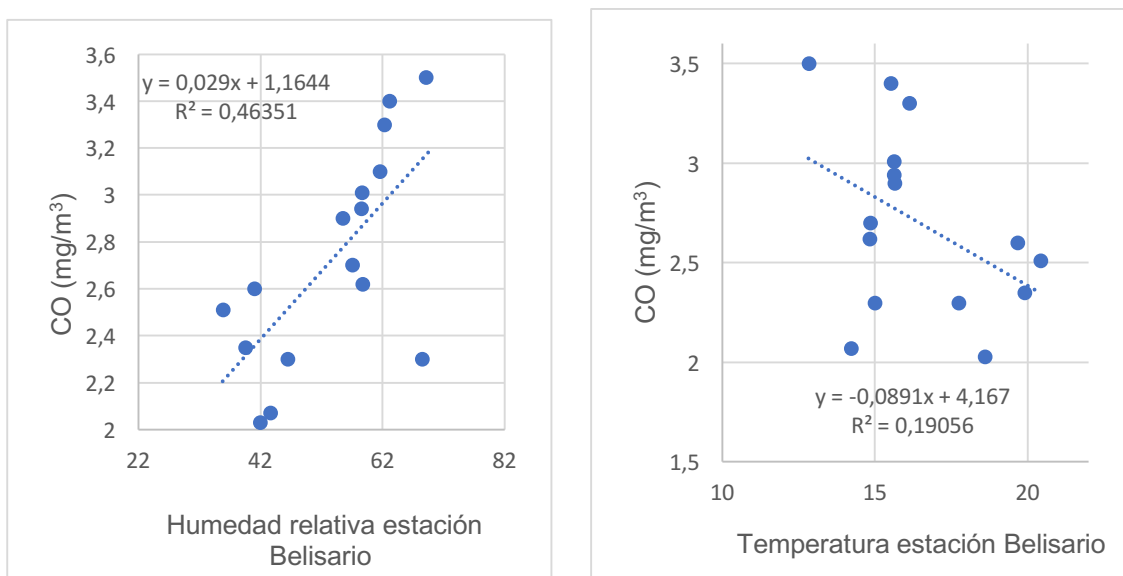 3,6
3,4
3,2
3
2,8
2,6
2,4
2,2
2
y = 0,029x + 1,1644
R² = 0,46351
CO (mg/m³)
22 42 62 82
Humedad relativa estación
Belisario
3,5
3
2,5
2
1,5
CO (mg/m³)
y = -0,0891x + 4,167
R² = 0,19056
10 15 20
Temperatura estación Belisario